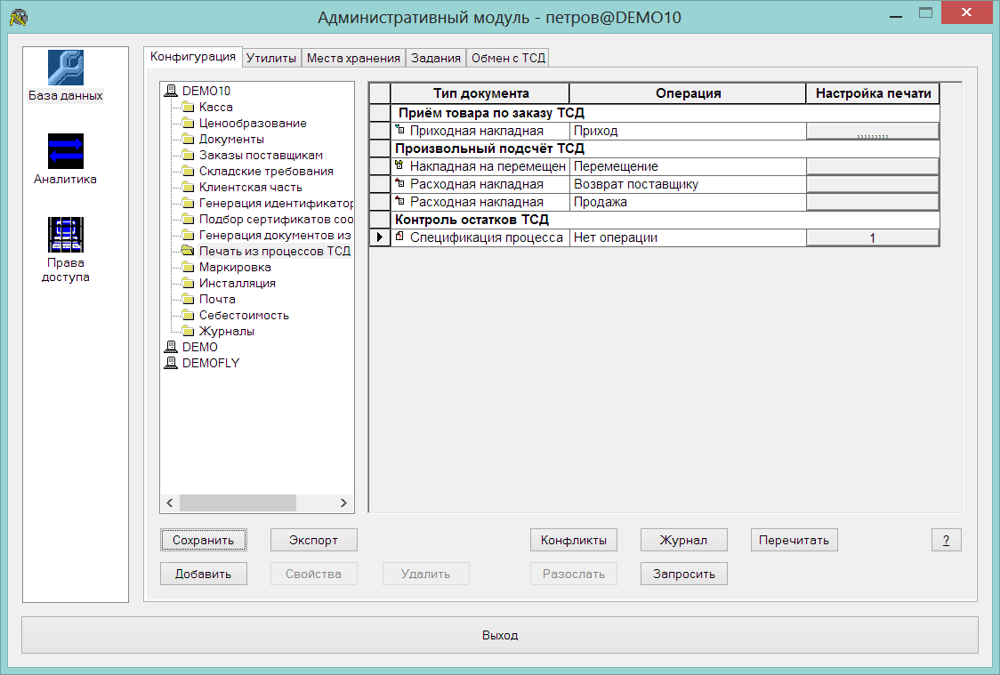 Административный модуль - петров@DEMO10
База данных
Аналитика
Права
доступа
Конфигурация
Утилиты
Места хранения
Задания
Обмен с ТСД
DEMO10
Касса
Ценообразование
Документы
Заказы поставщикам
Складские требования
Клиентская часть
Генерация идентификатор
Подбор сертификатов соо
Генерация документов из
Печать из процессов ТСД
Маркировка
Инсталляция
Почта
Себестоимость
Журналы
DEMO
DEMOFLY
Тип документа Операция Настройка печати
Приём товара по заказу ТСД
Приходная накладная Приход .........
Произвольный подсчёт ТСД
Накладная на перемещен Перемещение
Расходная накладная Возврат поставщику
Расходная накладная Продажа
Контроль остатков ТСД
Спецификация процесса Нет операции 1
Сохранить Экспорт Конфликты Журнал Перечитать ?
Добавить Свойства Удалить Разослать Запросить
Выход